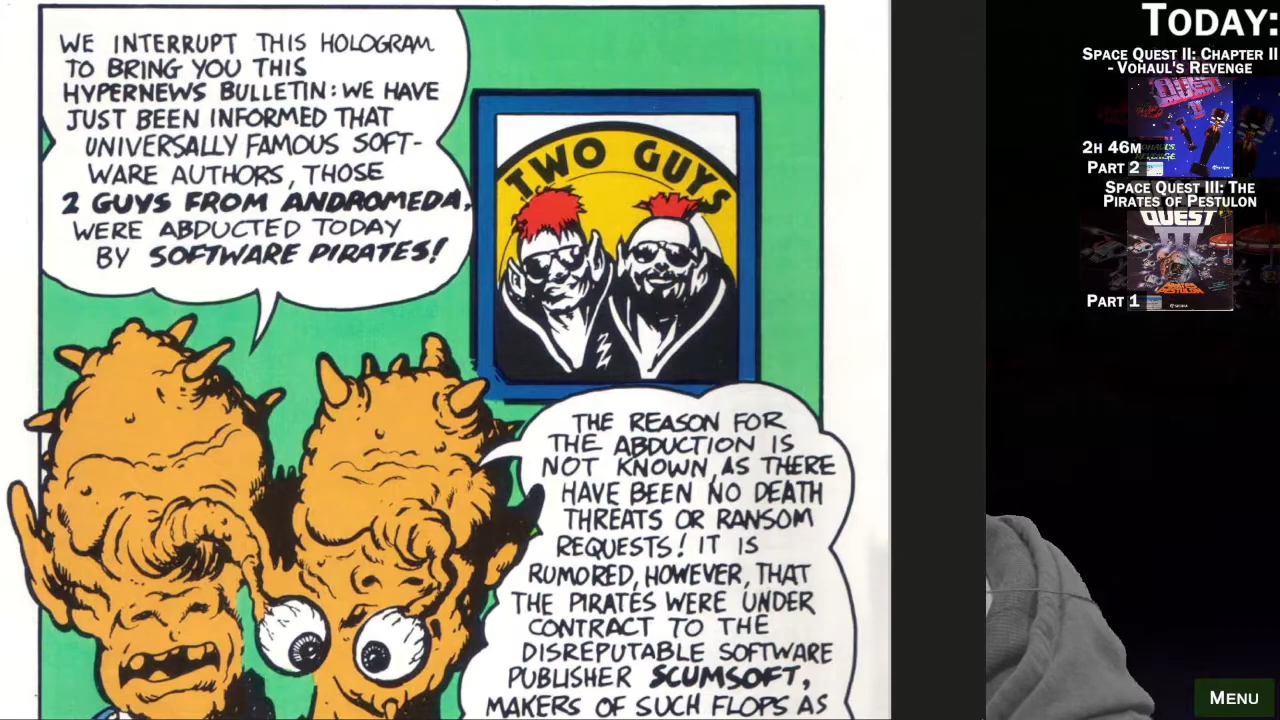 WE INTERRUPT THIS HOLOGRAM
TO BRING YOU THIS
HYPERNEWS BULLETIN: WE HAVE
JUST BEEN INFORMED THAT
UNIVERSALLY FAMOUS SOFT-
WARE AUTHORS, THOSE
2 GUYS FROM ANDROMEDA,
WERE ABDUCTED TODAY
BY SOFTWARE PIRATES!
TWO GUYS
THE REASON FOR
THE ABDUCTION IS
NOT KNOWN, AS THERE
HAVE BEEN NO DEATH
THREATS OR RANSOM
REQUESTS! IT IS
RUMORED, HOWEVER, THAT
THE PIRATES WERE UNDER
CONTRACT TO THE
DISREPUTABLE SOFTWARE
PUBLISHER SCUMSOFT,
MAKERS OF SUCH FLOPS AS
TODAY:
SPACE QUEST II: CHAPTER II
- VOHAUL'S REVENGE
2H 46M
PART 2
SPACE QUEST III: THE
PIRATES OF PESTULON
QUEST
III
PART 1
MENU